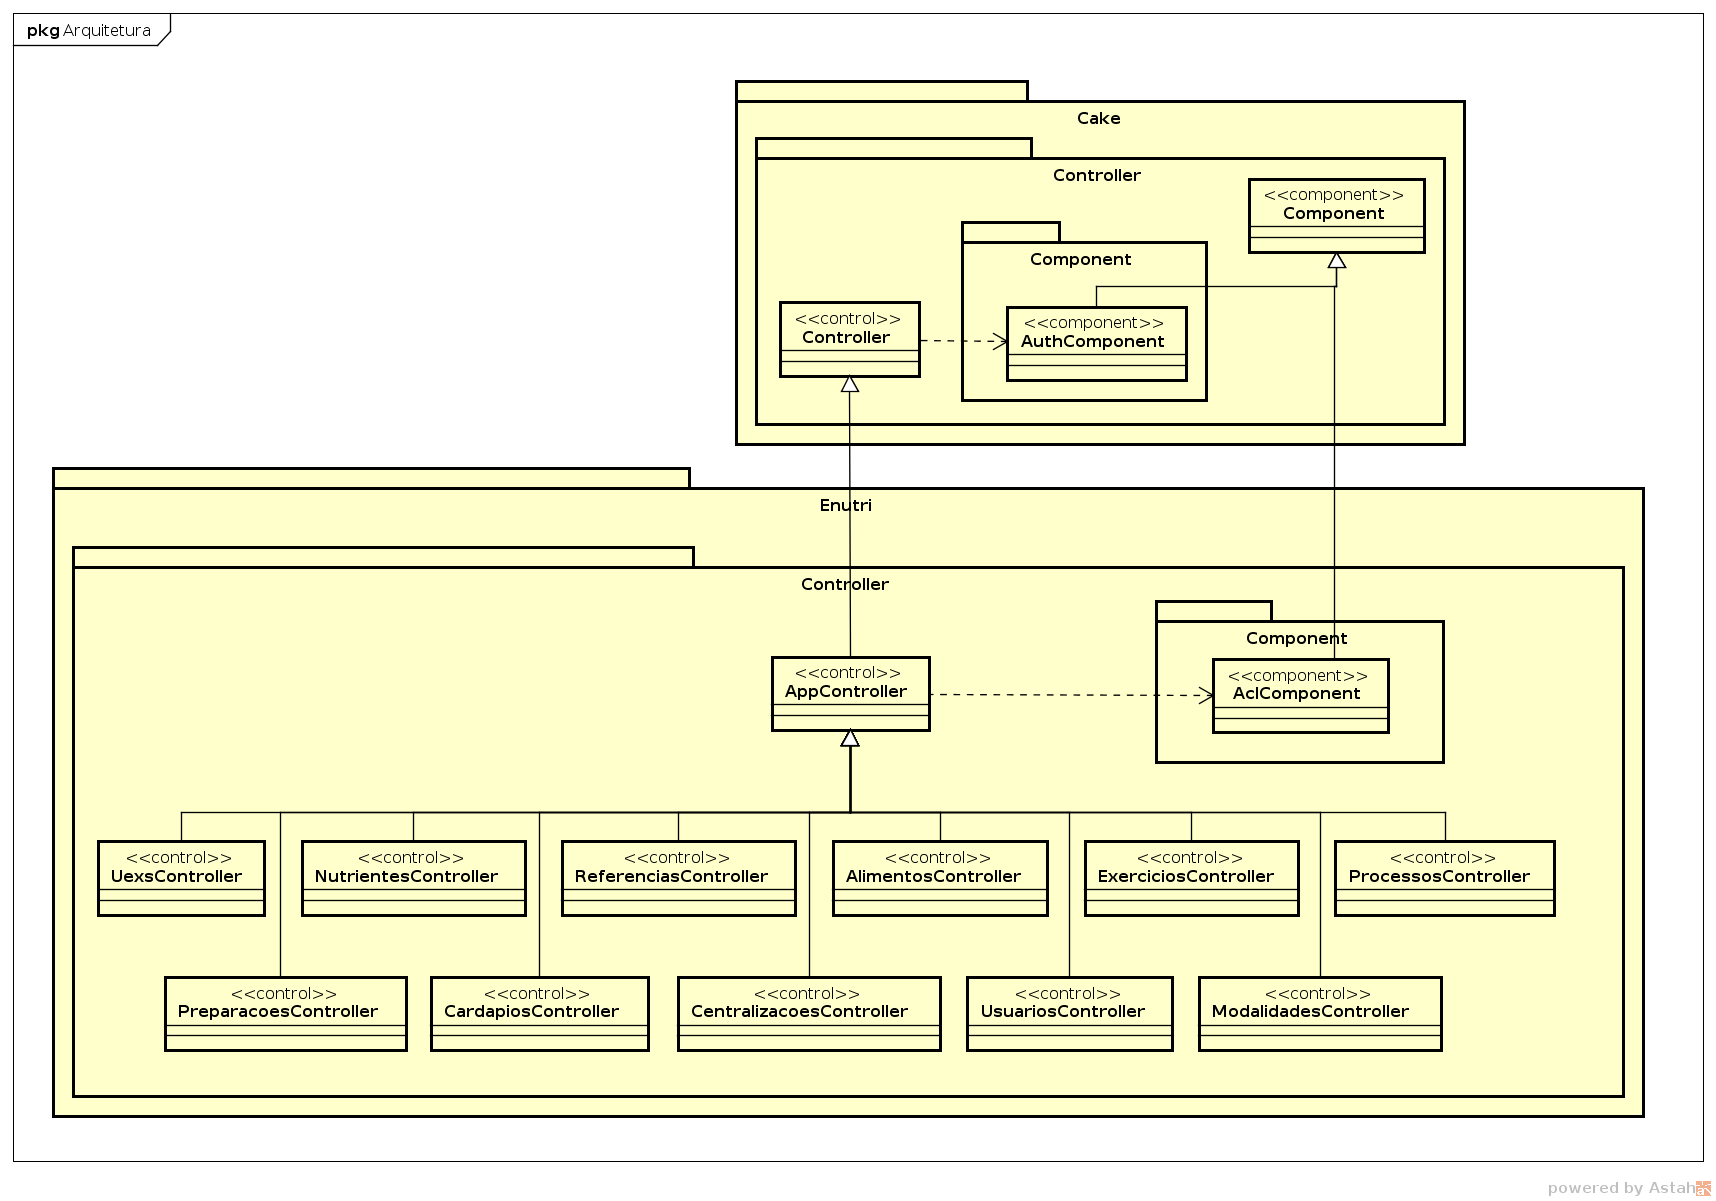 pkg Arquitetura
Cake
Controller
<<component>>
Component
Component
<<control>>
Controller
<<component>>
AuthComponent
Enutri
Controller
Component
<<control>>
AppController
<<component>>
AclComponent
<<control>>
UexsController
<<control>>
NutrientesController
<<control>>
ReferenciasController
<<control>>
AlimentosController
<<control>>
ExerciciosController
<<control>>
ProcessosController
<<control>>
PreparacoesController
<<control>>
CardapiosController
<<control>>
CentralizacoesController
<<control>>
UsuariosController
<<control>>
ModalidadesController
powered by Astah